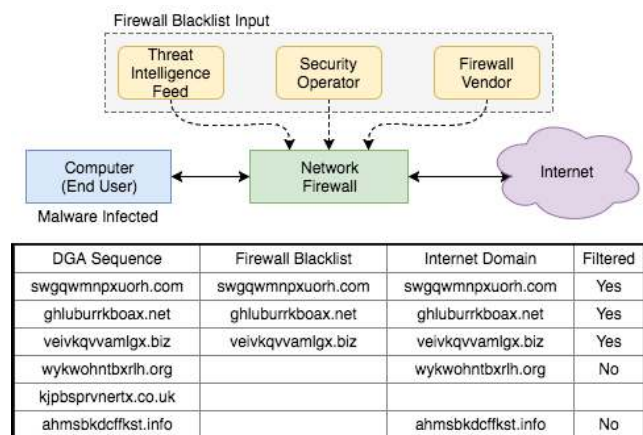 Firewall Blacklist Input
Threat
Intelligence
Feed
Security
Operator
Firewall
Vendor
Computer
(End User)
Network
Firewall
Internet
Malware Infected
DGA Sequence Firewall Blacklist Internet Domain Filtered
swgqwmnpxuorh.com swgqwmnpxuorh.com swgqwmnpxuorh.com Yes
ghluburrkboax.net ghluburrkboax.net ghluburrkboax.net Yes
veivkqvvamlgx.biz veivkqvvamlgx.biz veivkqvvamlgx.biz Yes
wykwohntbxrlh.org wykwohntbxrlh.org No
kjpbsprvnertx.co.uk
ahmsbkdcffkst.info ahmsbkdcffkst.info No